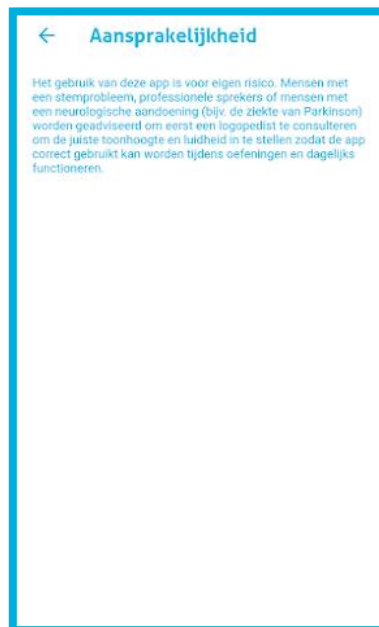 Aansprakelijkheid
Het gebruik van deze app is voor eigen risico. Mensen met
een stemprobleem, professionele sprekers of mensen met
een neurologische aandoening (bijv. de ziekte van Parkinson)
worden geadviseerd om eerst een logopedist te consulteren
om de juiste toonhoogte en luidheid in te stellen zodat de app
correct gebruikt kan worden tijdens oefeningen en dagelijks
functioneren.